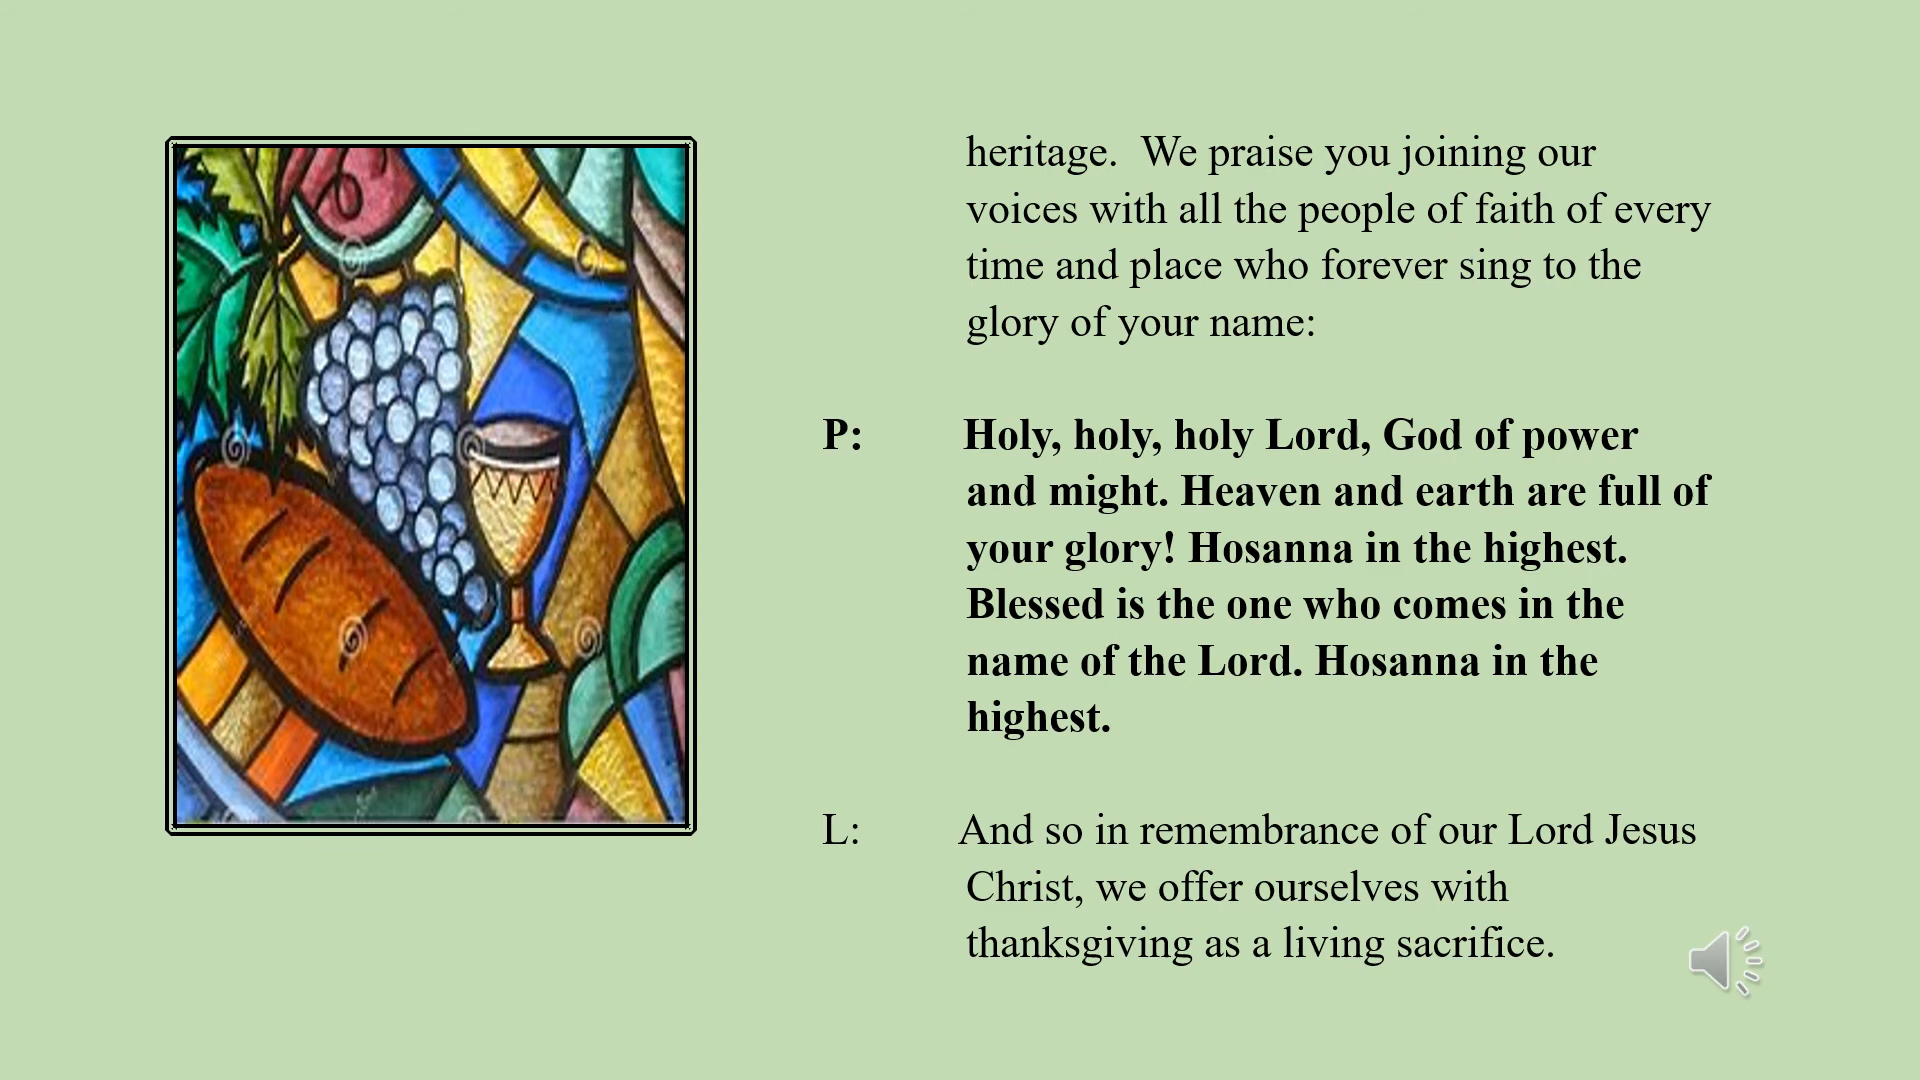 heritage.  We praise you joining our
voices with all the people of faith of every
time and place who forever sing to the
glory of your name:
P: Holy, holy, holy Lord, God of power
and might. Heaven and earth are full of
your glory! Hosanna in the highest.
Blessed is the one who comes in the
name of the Lord. Hosanna in the
highest.
L: And so in remembrance of our Lord Jesus
Christ, we offer ourselves with
thanksgiving as a living sacrifice.